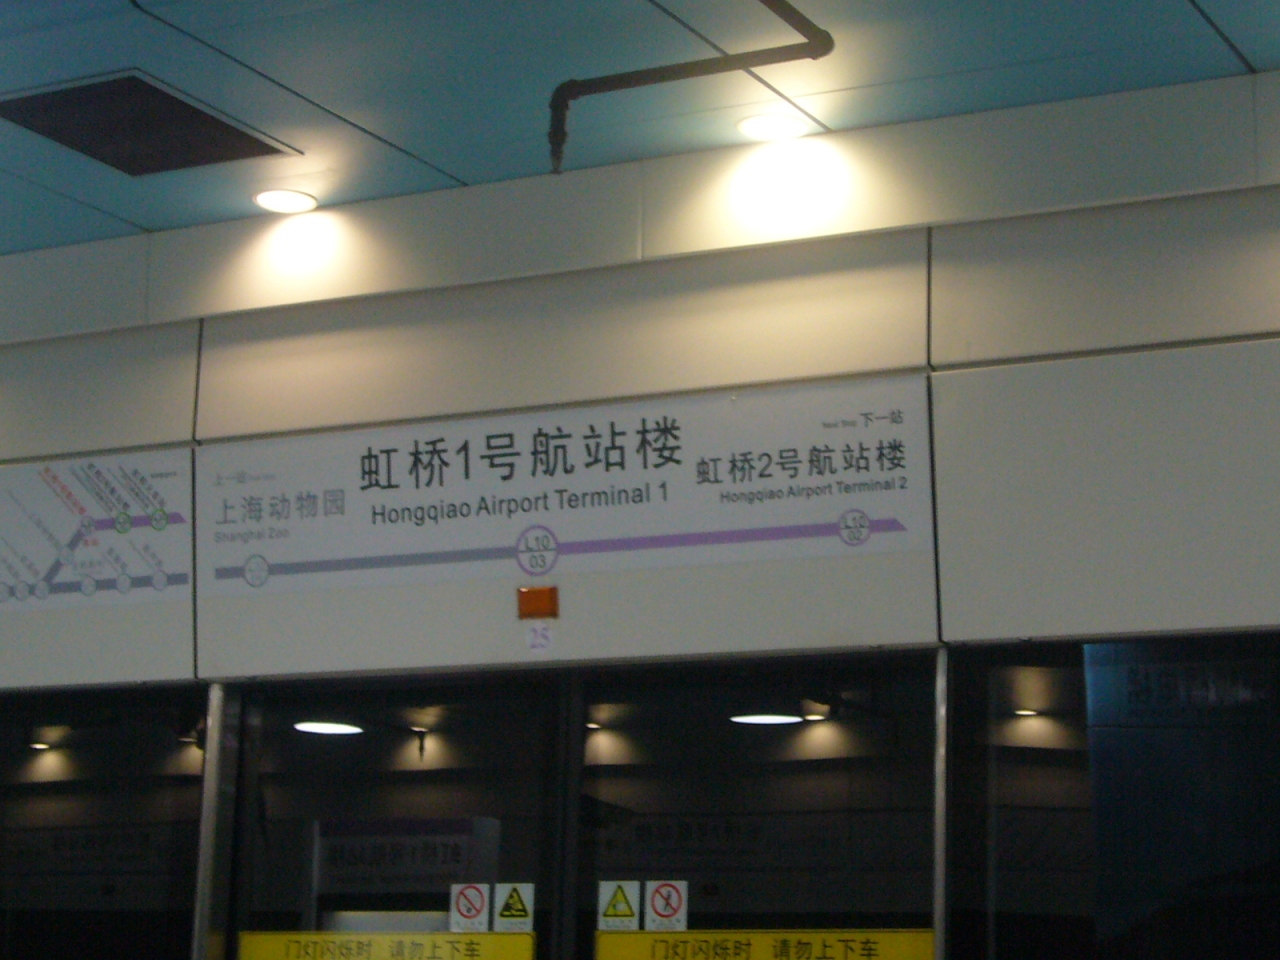 上一站
上海动物园
Shanghai Zoo
虹桥1号航站楼
Hongqiao Airport Terminal 1
Next Stop 下一站
虹桥2号航站楼
Hongqiao Airport Terminal 2
L10
03
L10
02
25
门灯闪烁时 请勿上下车
门灯闪烁时 请勿上下车